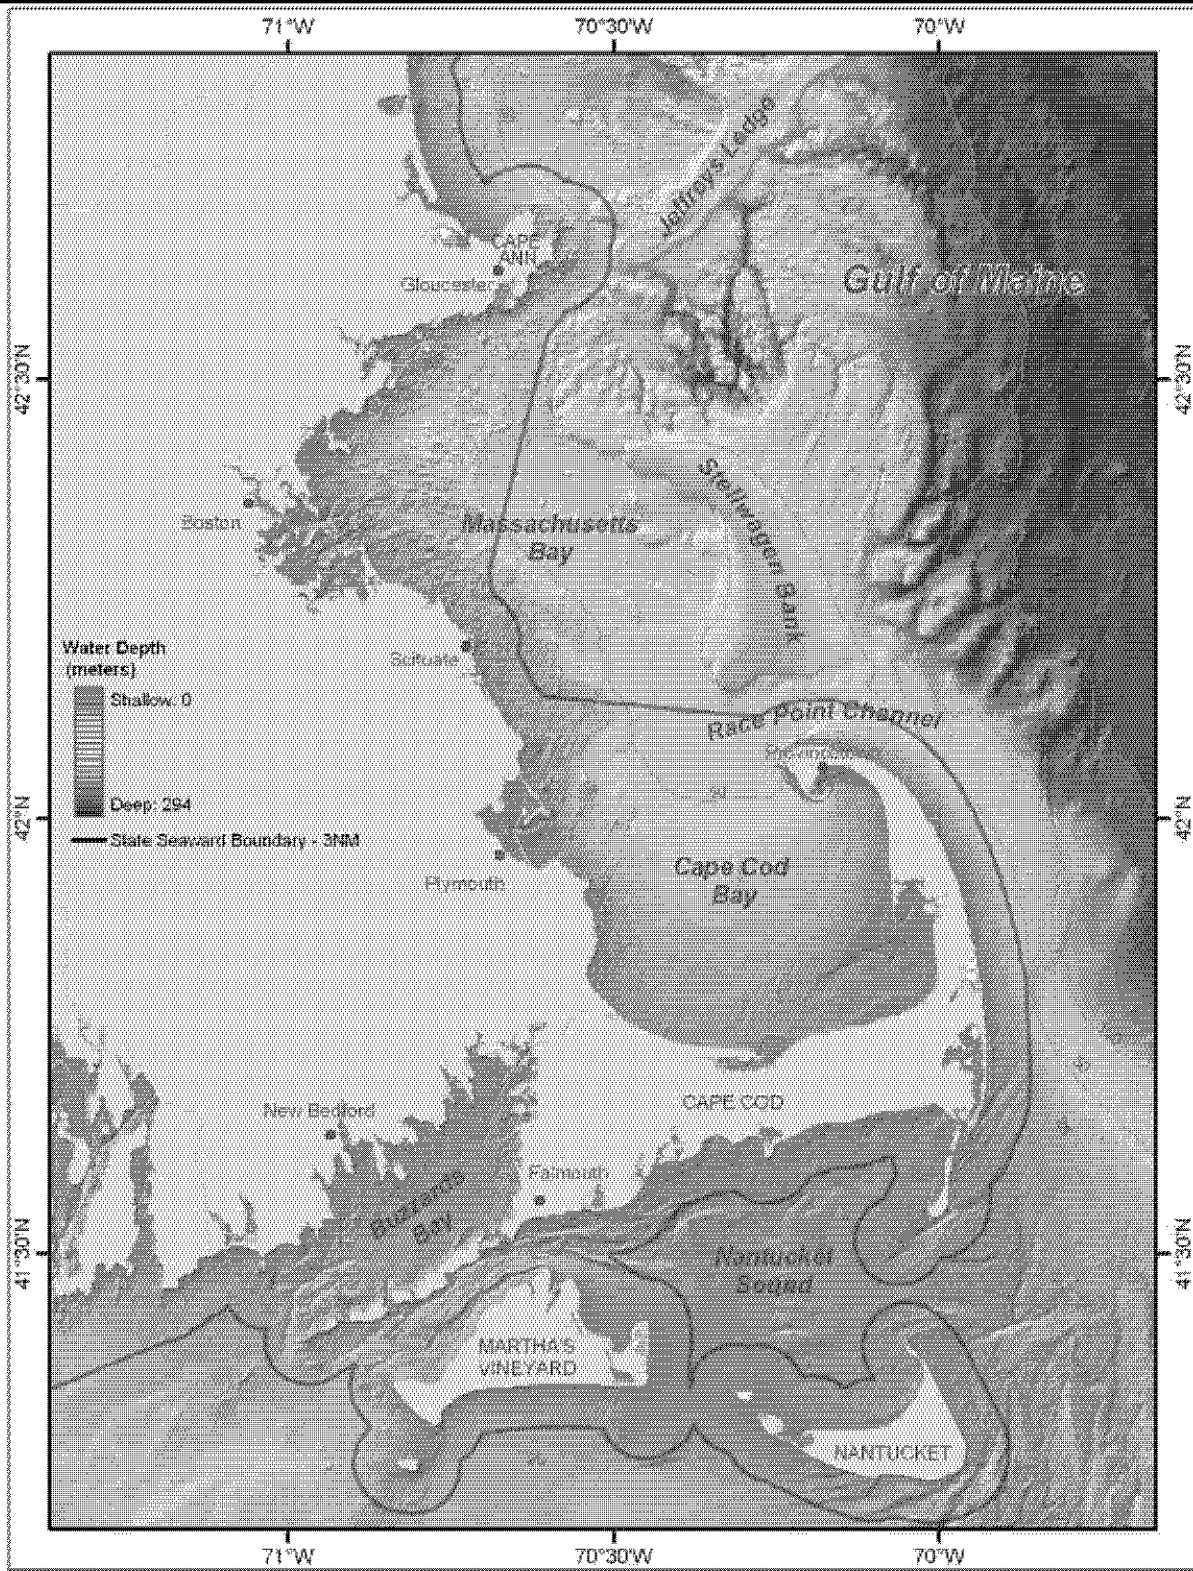 71°W
70°30'W
70°W
Jeffreys Ledge
CAPE
ANN
Gloucester
Gulf of Maine
42°30'N
42°30'N
Stellwagen Bank
Boston
Massachusetts
Bay
Scituate
Water Depth
(meters)
Shallow: 0
Deep: 294
State Seaward Boundary - 3NM
Race Point Channel
Provincetown
42°N
42°N
Plymouth
Cape Cod
Bay
CAPE COD
New Bedford
Falmouth
Buzzards
Bay
41°30'N
41°30'N
Nantucket
Sound
MARTHA'S
VINEYARD
NANTUCKET
71°W
70°30'W
70°W